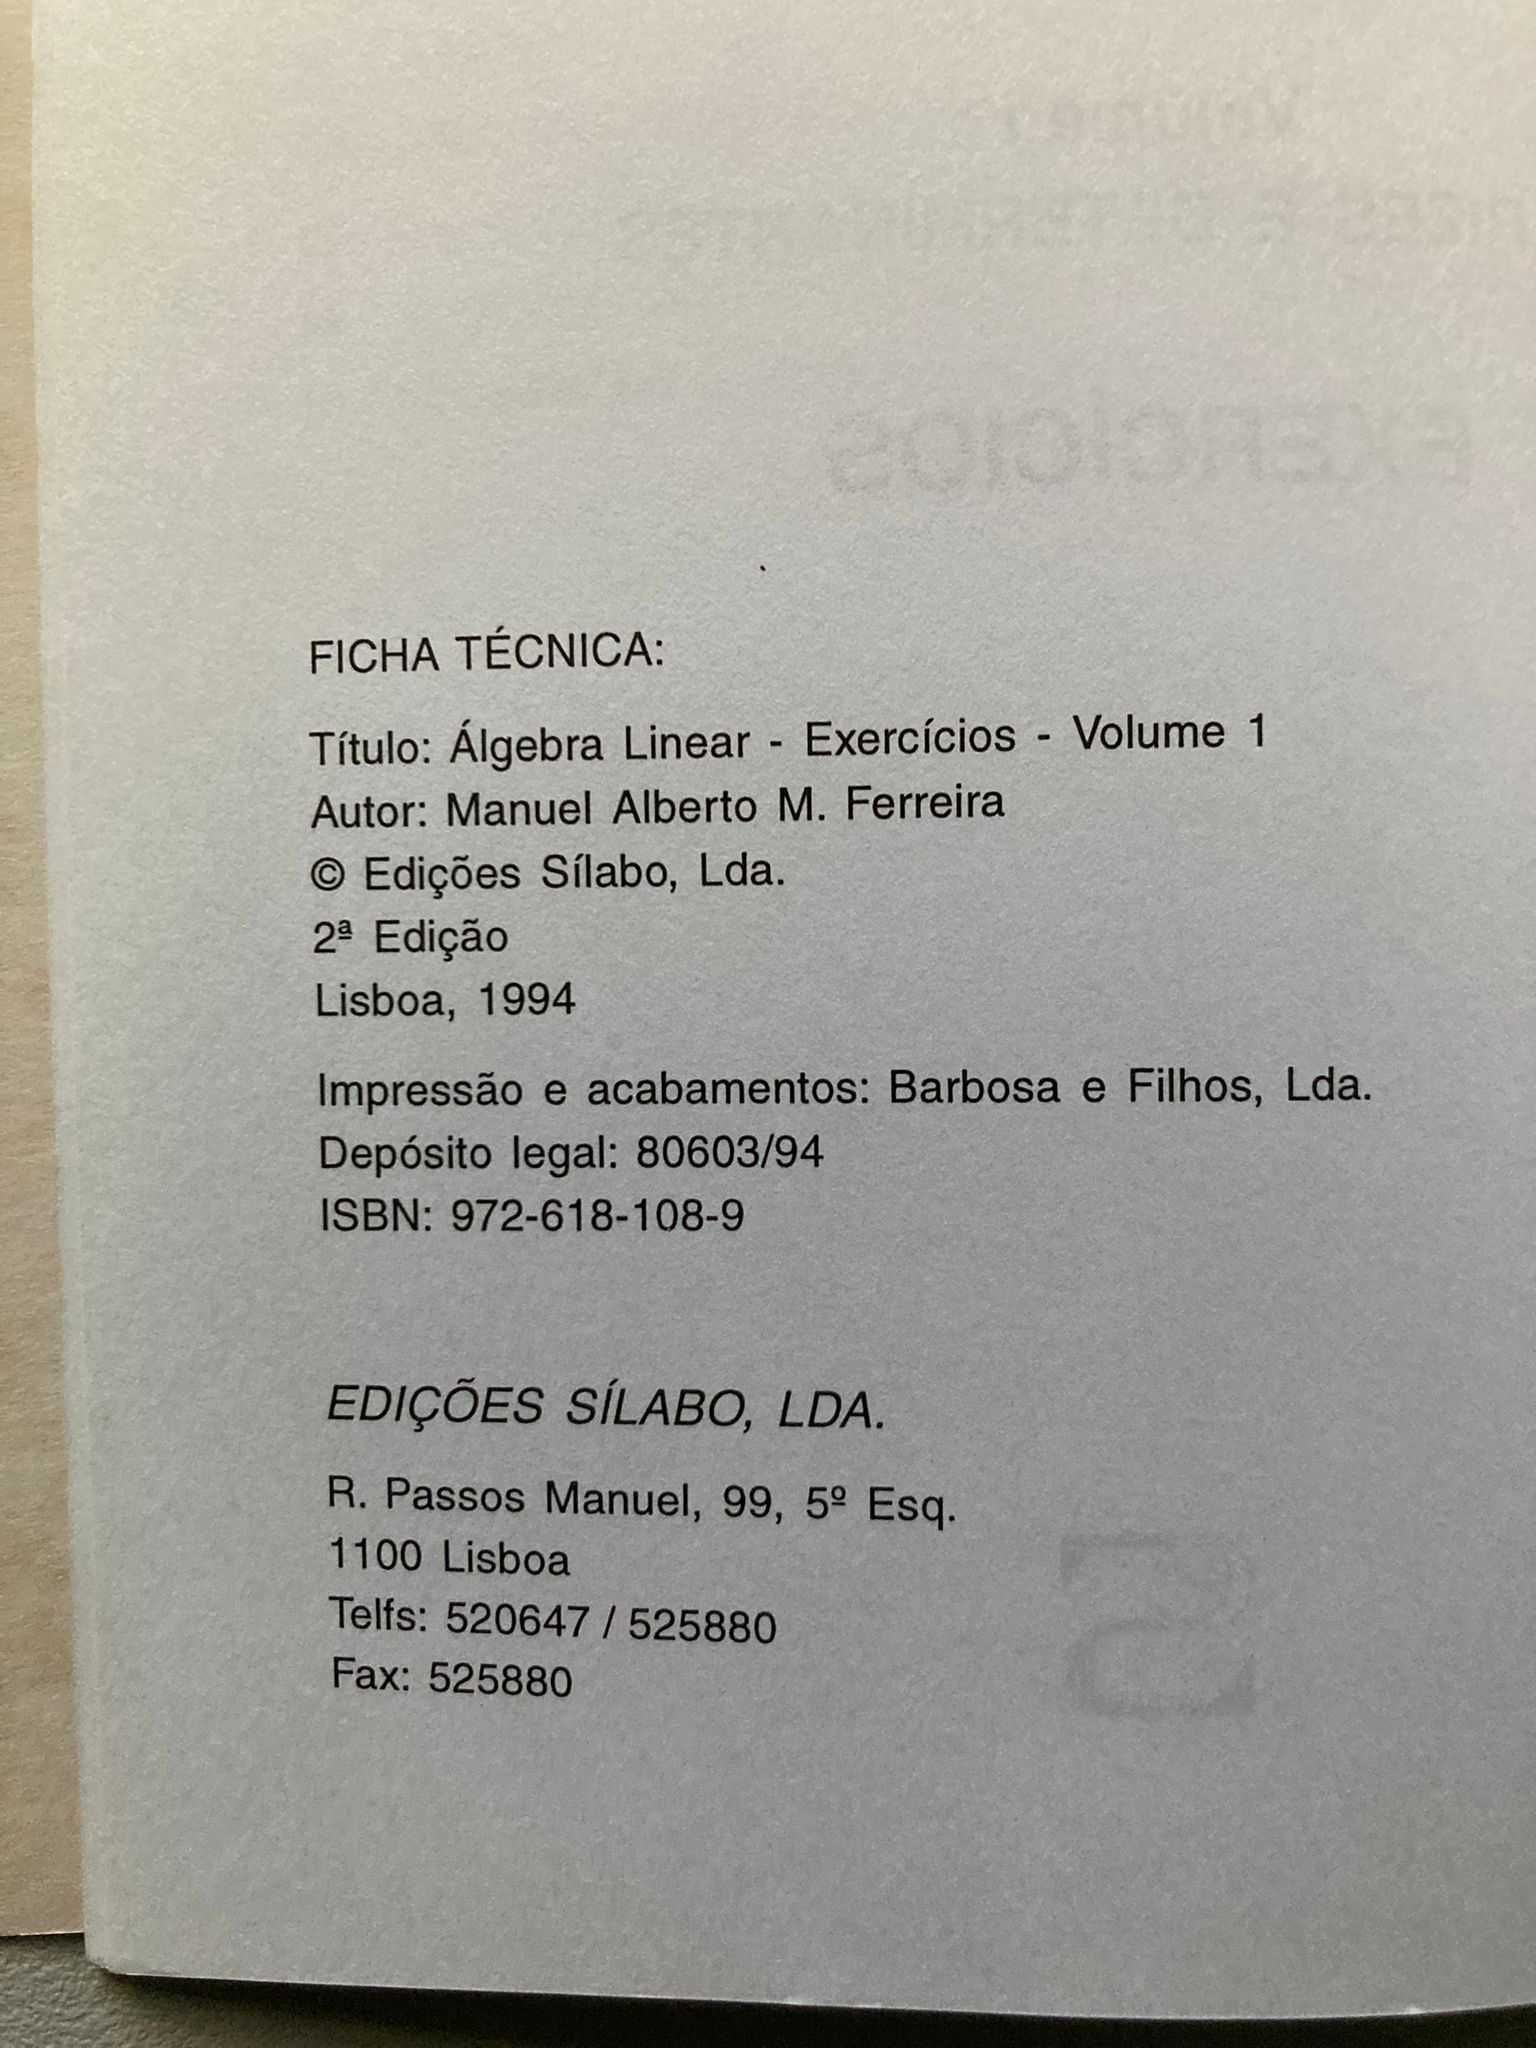 FICHA TÉCNICA:
Título: Álgebra Linear - Exercícios - Volume 1
Autor: Manuel Alberto M. Ferreira
© Edições Sílabo, Lda.
2ª Edição
Lisboa, 1994
Impressão e acabamentos: Barbosa e Filhos, Lda.
Depósito legal: 80603/94
ISBN: 972-618-108-9
EDIÇÕES SÍLABO, LDA.
R. Passos Manuel, 99, 5º Esq.
1100 Lisboa
Telfs: 520647 / 525880
Fax: 525880